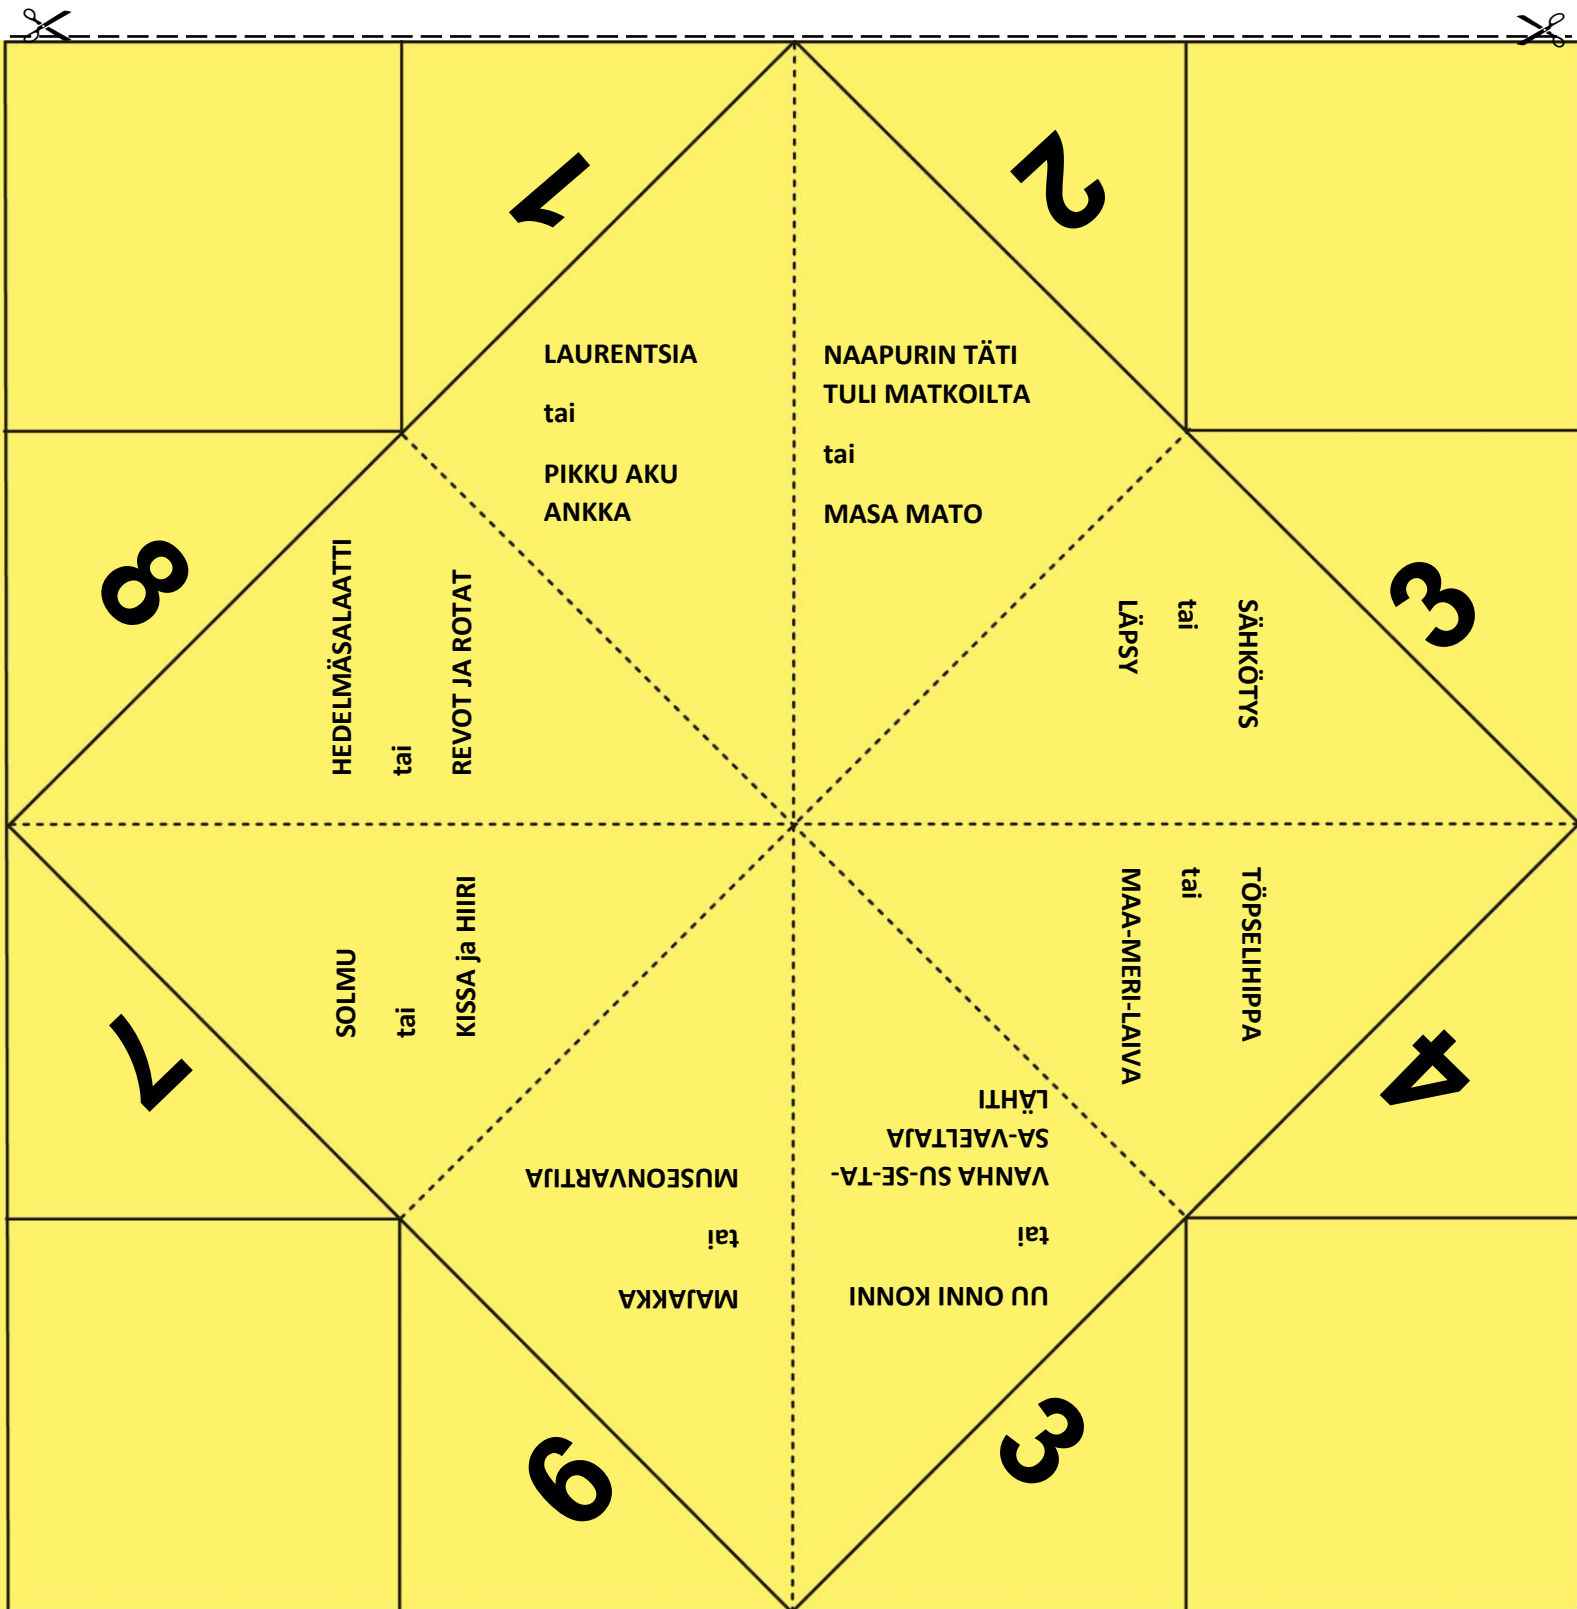 1
LAURENTSIA
tai
PIKKU AKU
ANKKA
2
NAAPURIN TÄTI
TULI MATKOILTA
tai
MASA MATO
3
SÄHKÖTYS
tai
LÄPSY
4
TÖPSELIHIPPA
tai
MAA-MERI-LAIVA
3
UU ONNI KONNI
tai
VANHA SU-SE-TA-
SA-VAELTAJA
LÄHTI
6
MAJAKKA
tai
MUSEONVARTIJA
7
SOLMU
tai
KISSA ja HIIRI
8
HEDELMÄSALAATTI
tai
REVOT JA ROTAT